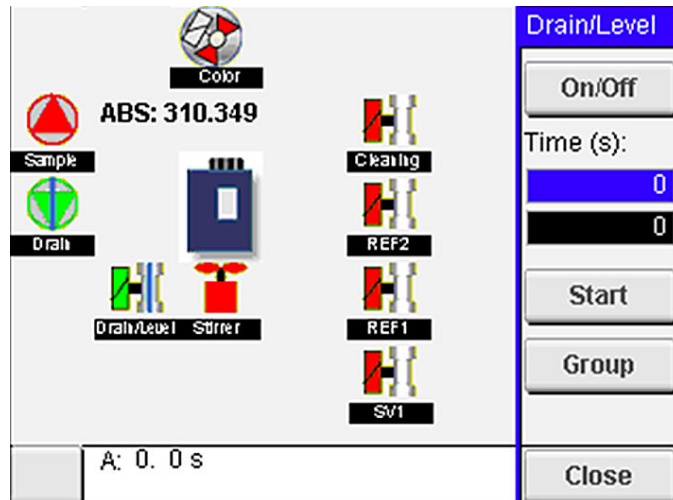 Color
ABS: 310.349
Sample
Cleaning
Drain
REF2
Drain/Level
Stirrer
REF1
SV1
A: 0. 0 s
Drain/Level
On/Off
Time (s):
0
0
Start
Group
Close